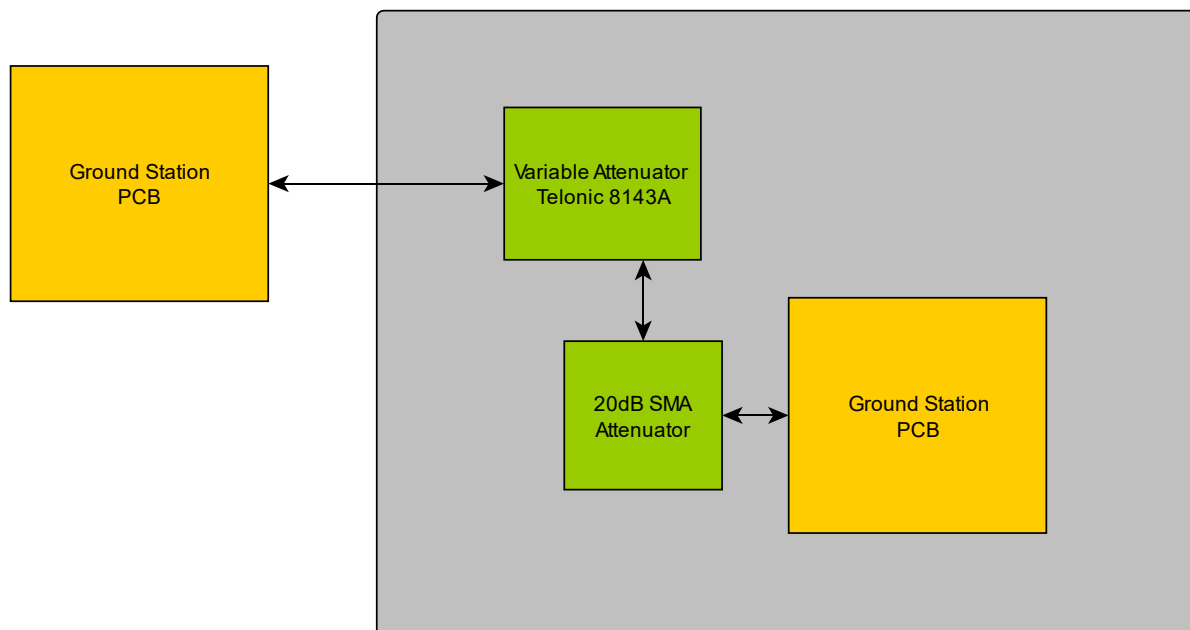 Ground Station
PCB
Variable Attenuator
Telonic 8143A
20dB SMA
Attenuator
Ground Station
PCB